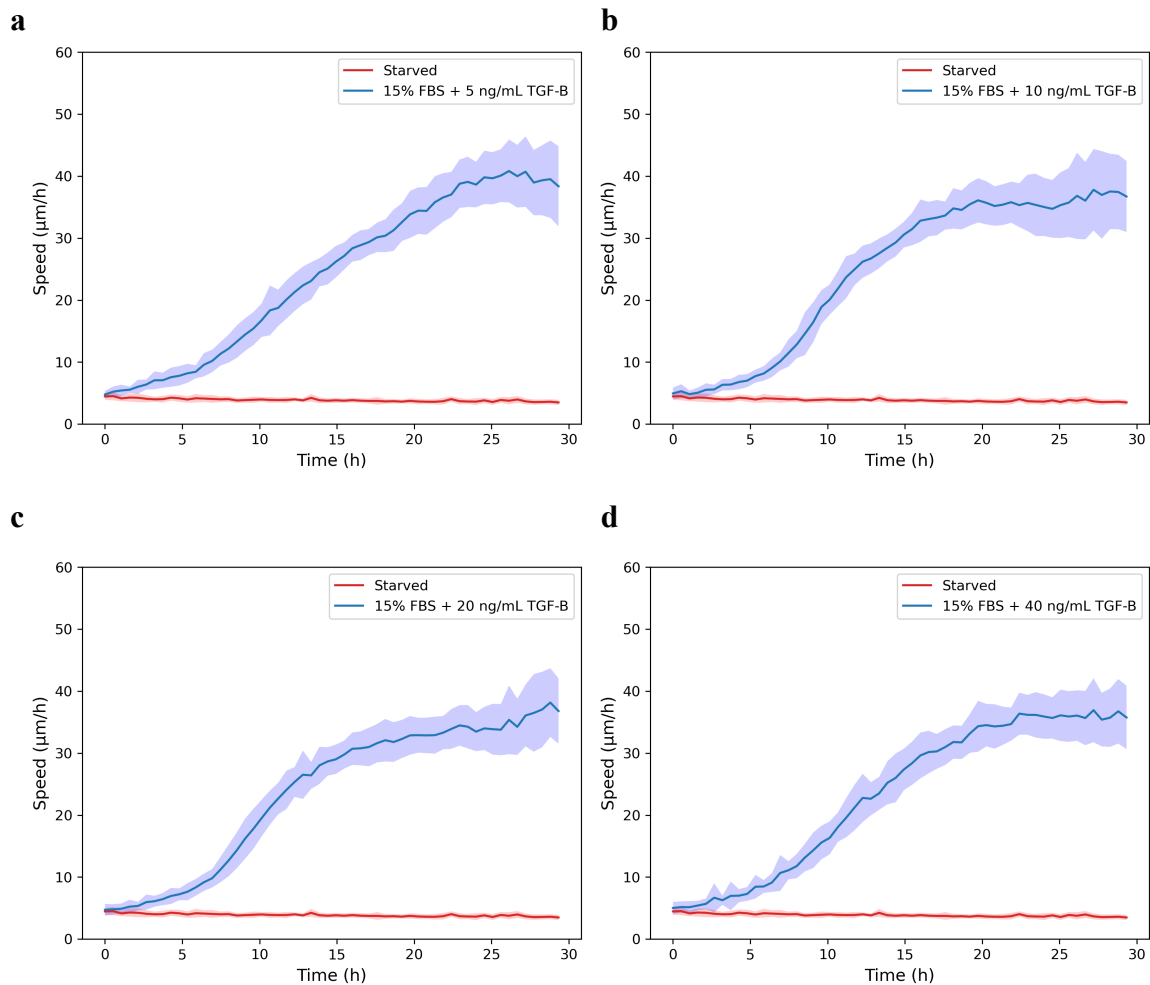 a
60
50
40
30
20
10
0
Speed (μm/h)
Starved
15% FBS + 5 ng/mL TGF-B
0 5 10 15 20 25 30
Time (h)
b
60
50
40
30
20
10
0
Speed (μm/h)
Starved
15% FBS + 10 ng/mL TGF-B
0 5 10 15 20 25 30
Time (h)
c
60
50
40
30
20
10
0
Speed (μm/h)
Starved
15% FBS + 20 ng/mL TGF-B
0 5 10 15 20 25 30
Time (h)
d
60
50
40
30
20
10
0
Speed (μm/h)
Starved
15% FBS + 40 ng/mL TGF-B
0 5 10 15 20 25 30
Time (h)